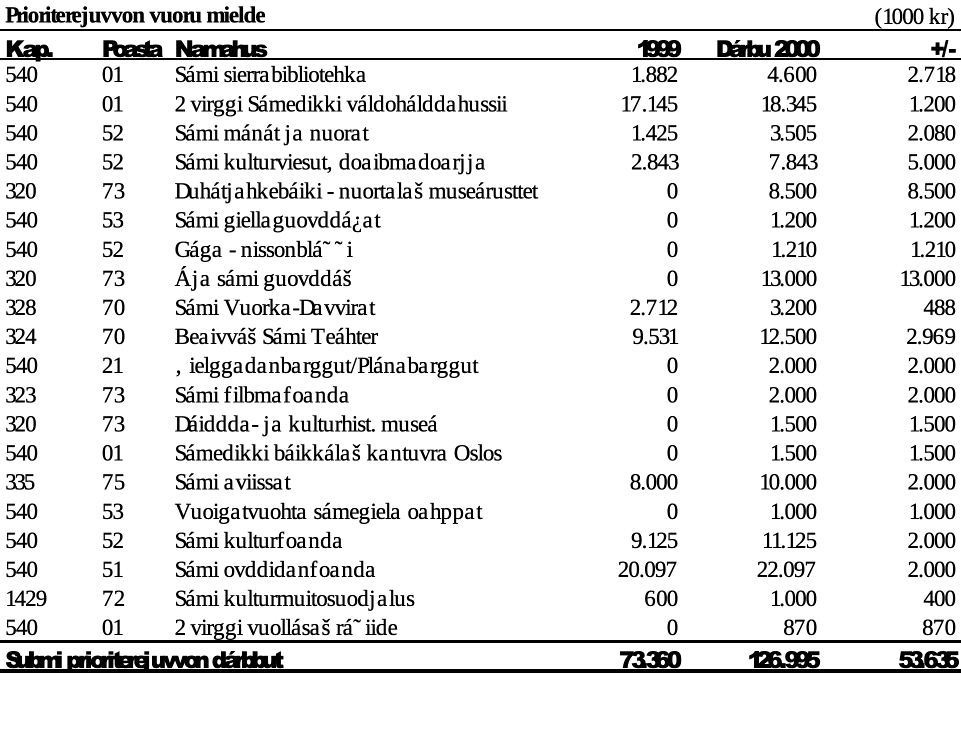 Prioriterejuvvon vuoru mielde (1000 kr)
Kap. Poasta Namahus 1999 Dárbu 2000 +/-
540 01 Sámi sierrabibliotehka 1.882 4.600 2.718
540 01 2 virggi Sámedikki váldohálddahussii 17.145 18.345 1.200
540 52 Sámi mánát ja nuorat 1.425 3.505 2.080
540 52 Sámi kulturviesut, doaibmadoarjja 2.843 7.843 5.000
320 73 Duhátjahkebáiki - nuortalaš museárusttet 0 8.500 8.500
540 53 Sámi giellaguovddá¿at 0 1.200 1.200
540 52 Gága - nissonblá˜ ˜ i 0 1.210 1.210
320 73 Ája sámi guovddáš 0 13.000 13.000
328 70 Sámi Vuorka-Davvirat 2.712 3.200 488
324 70 Beaivváš Sámi Teáhter 9.531 12.500 2.969
540 21 , ielggadanbarggut/Plánabarggut 0 2.000 2.000
323 73 Sámi filbmafoanda 0 2.000 2.000
320 73 Dáiddda- ja kulturhist. museá 0 1.500 1.500
540 01 Sámedikki báikkálaš kantuvra Oslos 0 1.500 1.500
335 75 Sámi aviissat 8.000 10.000 2.000
540 53 Vuoigatvuohta sámegiela oahppat 0 1.000 1.000
540 52 Sámi kulturfoanda 9.125 11.125 2.000
540 51 Sámi ovddidanfoanda 20.097 22.097 2.000
1429 72 Sámi kulturmuitosuodjalus 600 1.000 400
540 01 2 virggi vuollásaš rá˜ iide 0 870 870
Submi prioriterejuvvon dárbbut 73.360 126.995 53.635